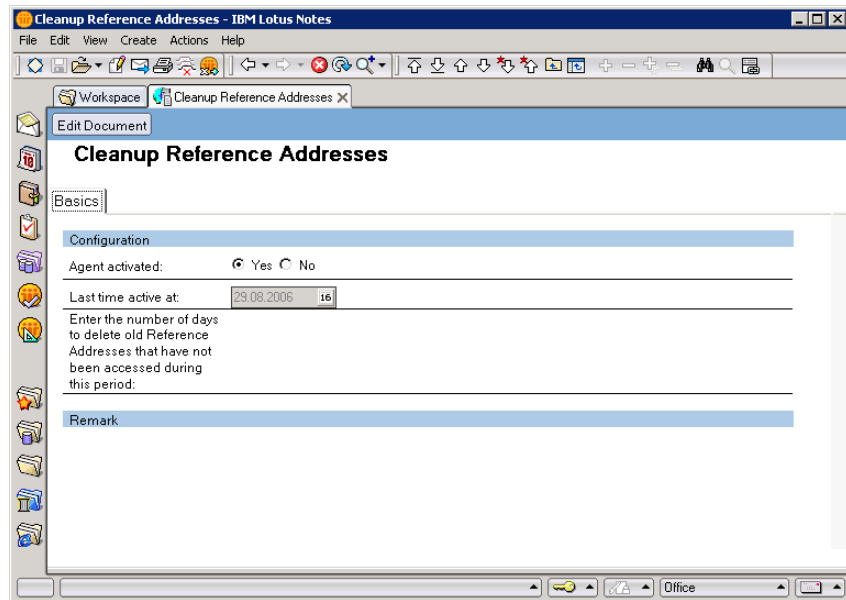 Cleanup Reference Addresses - IBM Lotus Notes
File Edit View Create Actions Help
Workspace Cleanup Reference Addresses
Edit Document
Cleanup Reference Addresses
Basics
Configuration
Agent activated: Yes No
Last time active at: 29.08.2006 16
Enter the number of days
to delete old Reference
Addresses that have not
been accessed during
this period:
Remark
18
Office